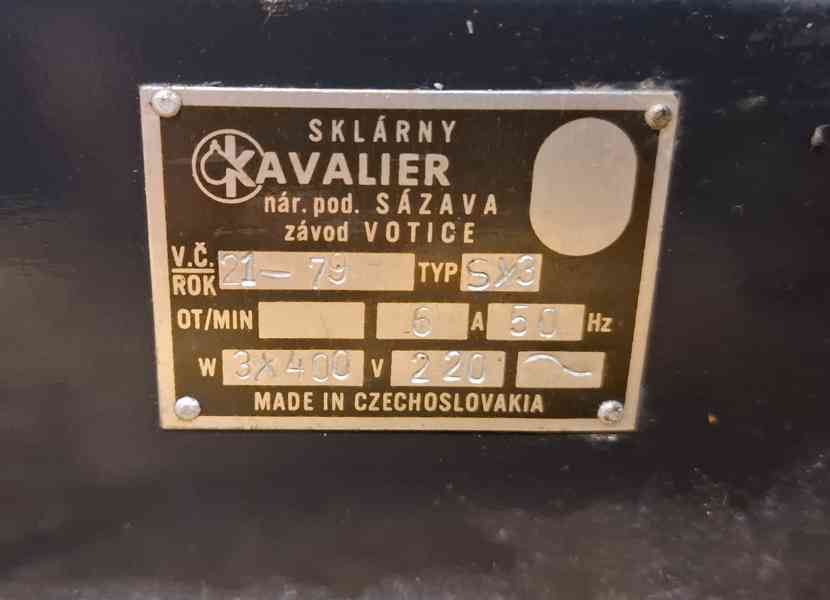 SKLÁRNY
KAVALIER
nár. pod. SÁZAVA
závod VOTICE
V.Č. ROK 21-79 TYP SY3
OT/MIN 6 A 50 Hz
W 3X400 V 220 ~
MADE IN CZECHOSLOVAKIA